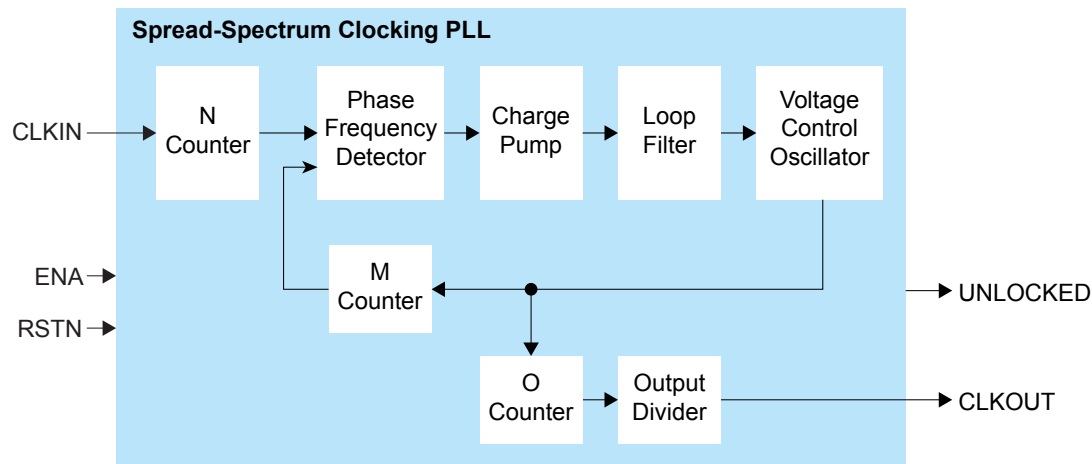 Spread-Spectrum Clocking PLL
CLKIN
N
Counter
Phase
Frequency
Detector
Charge
Pump
Loop
Filter
Voltage
Control
Oscillator
ENA
RSTN
M
Counter
UNLOCKED
O
Counter
Output
Divider
CLKOUT